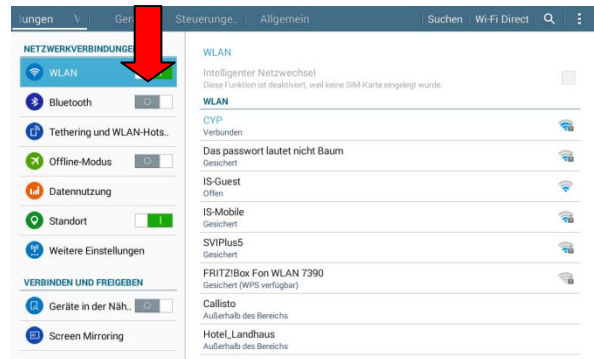 lungen V Ger Steuerunge.. Allgemein Suchen Wi-Fi Direct
NETZWERKVERBINDUNGE
WLAN
Bluetooth
Tethering und WLAN-Hots..
Offline-Modus
Datennutzung
Standort
Weitere Einstellungen
VERBINDEN UND FREIGEBEN
Geräte in der Näh..
Screen Mirroring
WLAN
Intelligenter Netzwechsel
Diese Funktion ist deaktiviert, weil keine SIM-Karte eingelegt wurde.
WLAN
CYP
Verbunden
Das passwort lautet nicht Baum
Gesichert
IS-Guest
Offen
IS-Mobile
Gesichert
SVIPlus5
Gesichert
FRITZ!Box Fon WLAN 7390
Gesichert (WPS verfügbar)
Callisto
Außerhalb des Bereichs
Hotel_Landhaus
Außerhalb des Bereichs